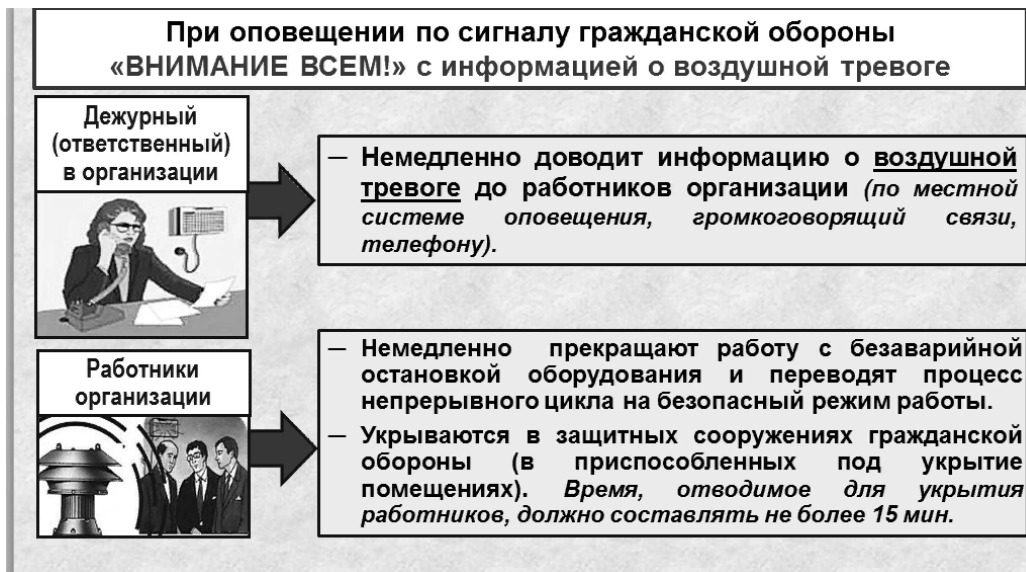 При оповещении по сигналу гражданской обороны
«ВНИМАНИЕ ВСЕМ!» с информацией о воздушной тревоге
Дежурный
(ответственный)
в организации
— Немедленно доводит информацию о воздушной
тревоге до работников организации (по местной
системе оповещения, громкоговорящий связи,
телефону).
Работники
организации
— Немедленно прекращают работу с безаварийной
остановкой оборудования и переводят процесс
непрерывного цикла на безопасный режим работы.
— Укрываются в защитных сооружениях гражданской
обороны (в приспособленных под укрытие
помещениях). Время, отводимое для укрытия
работников, должно составлять не более 15 мин.